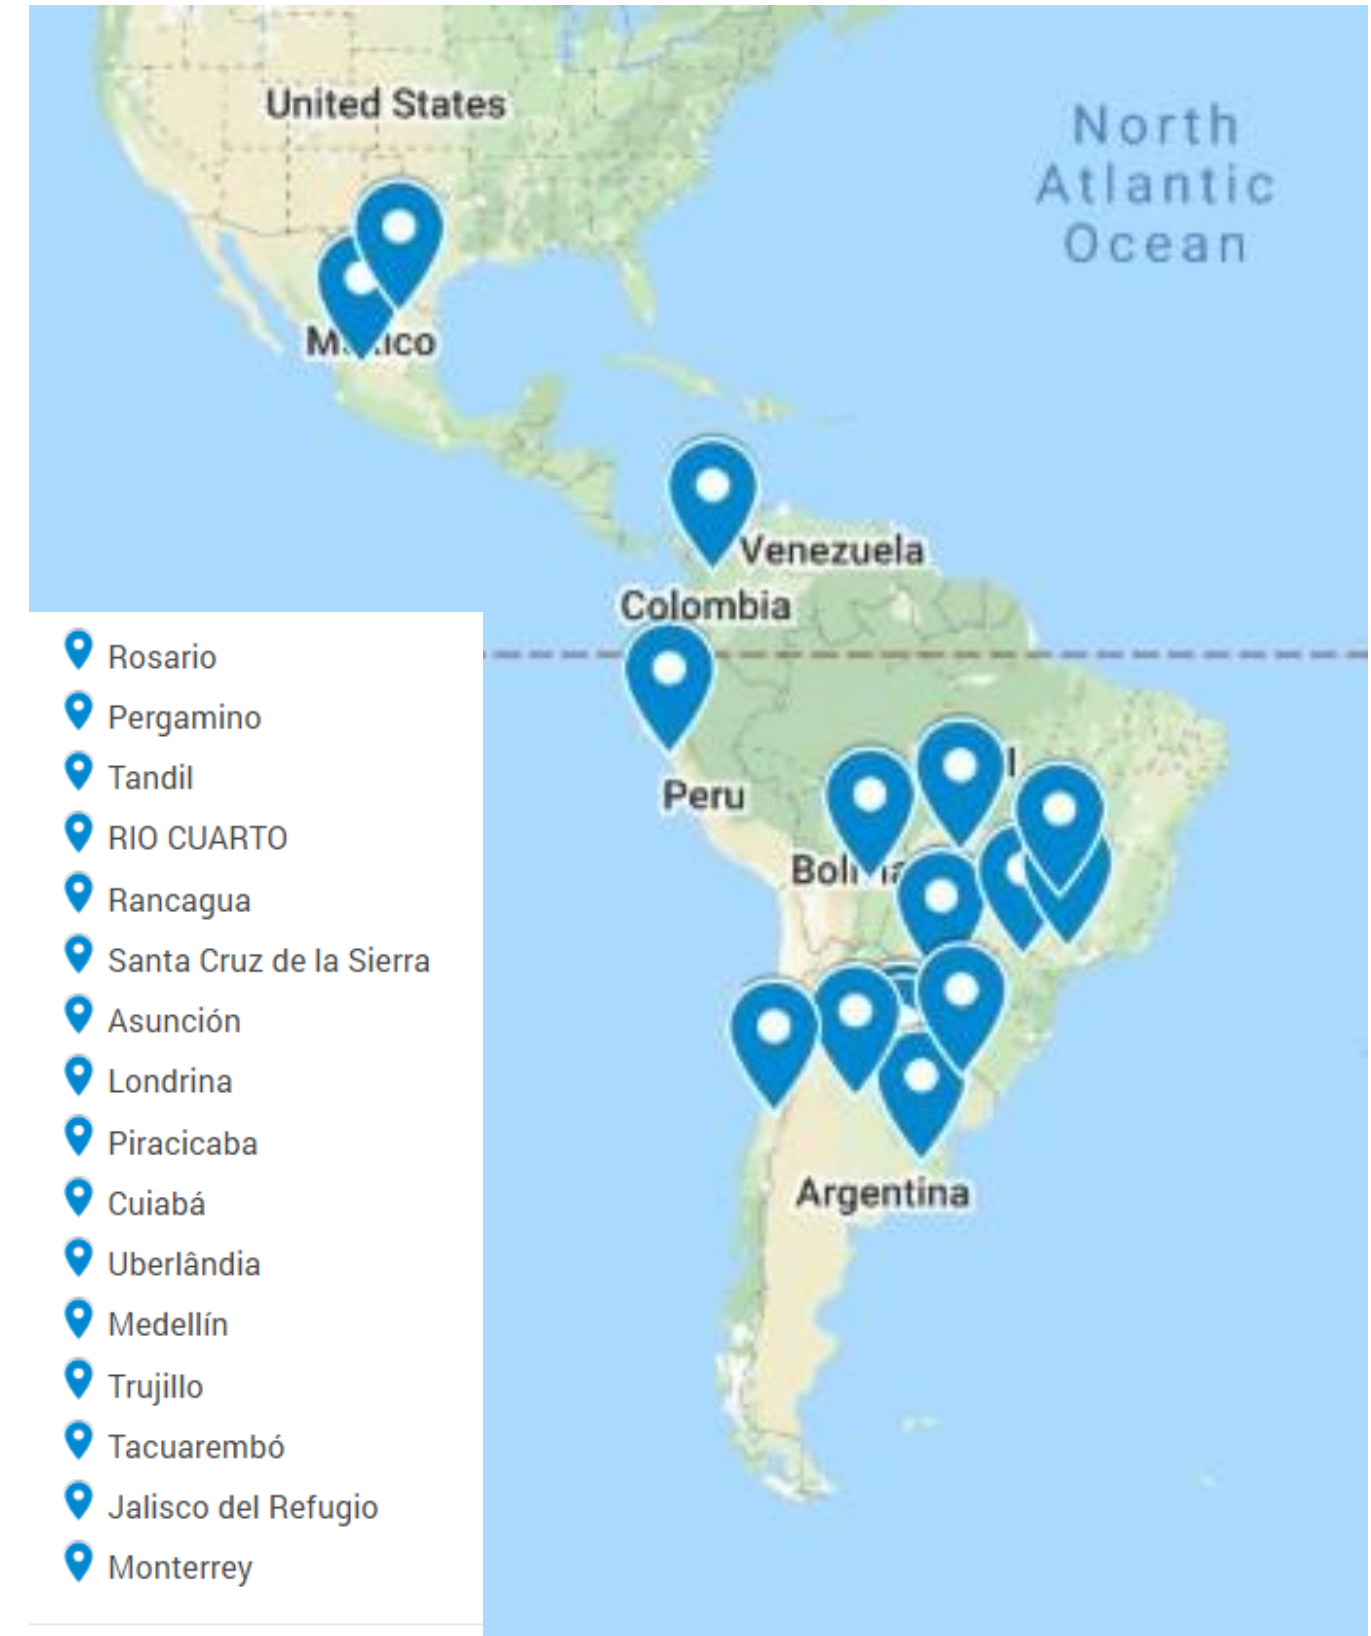 United States
North
Atlantic
Ocean
Venezuela
Colombia
Peru
Argentina
Rosario
Pergamino
Tandil
RIO CUARTO
Rancagua
Santa Cruz de la Sierra
Asunción
Londrina
Piracicaba
Cuiabá
Uberlândia
Medellín
Trujillo
Tacuarembó
Jalisco del Refugio
Monterrey